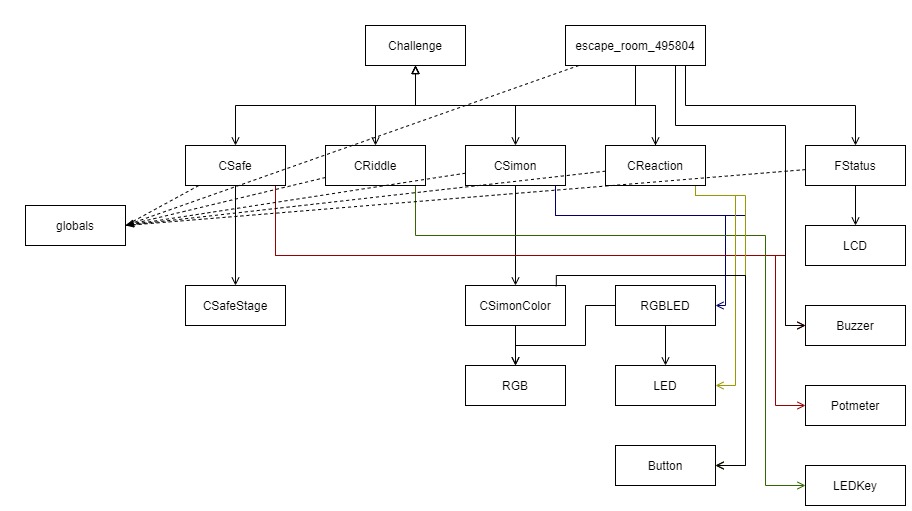 Challenge
escape_room_495804
CSafe
CRiddle
CSimon
CReaction
FStatus
globals
LCD
CSafeStage
CSimonColor
RGBLED
Buzzer
RGB
LED
Potmeter
Button
LEDKey